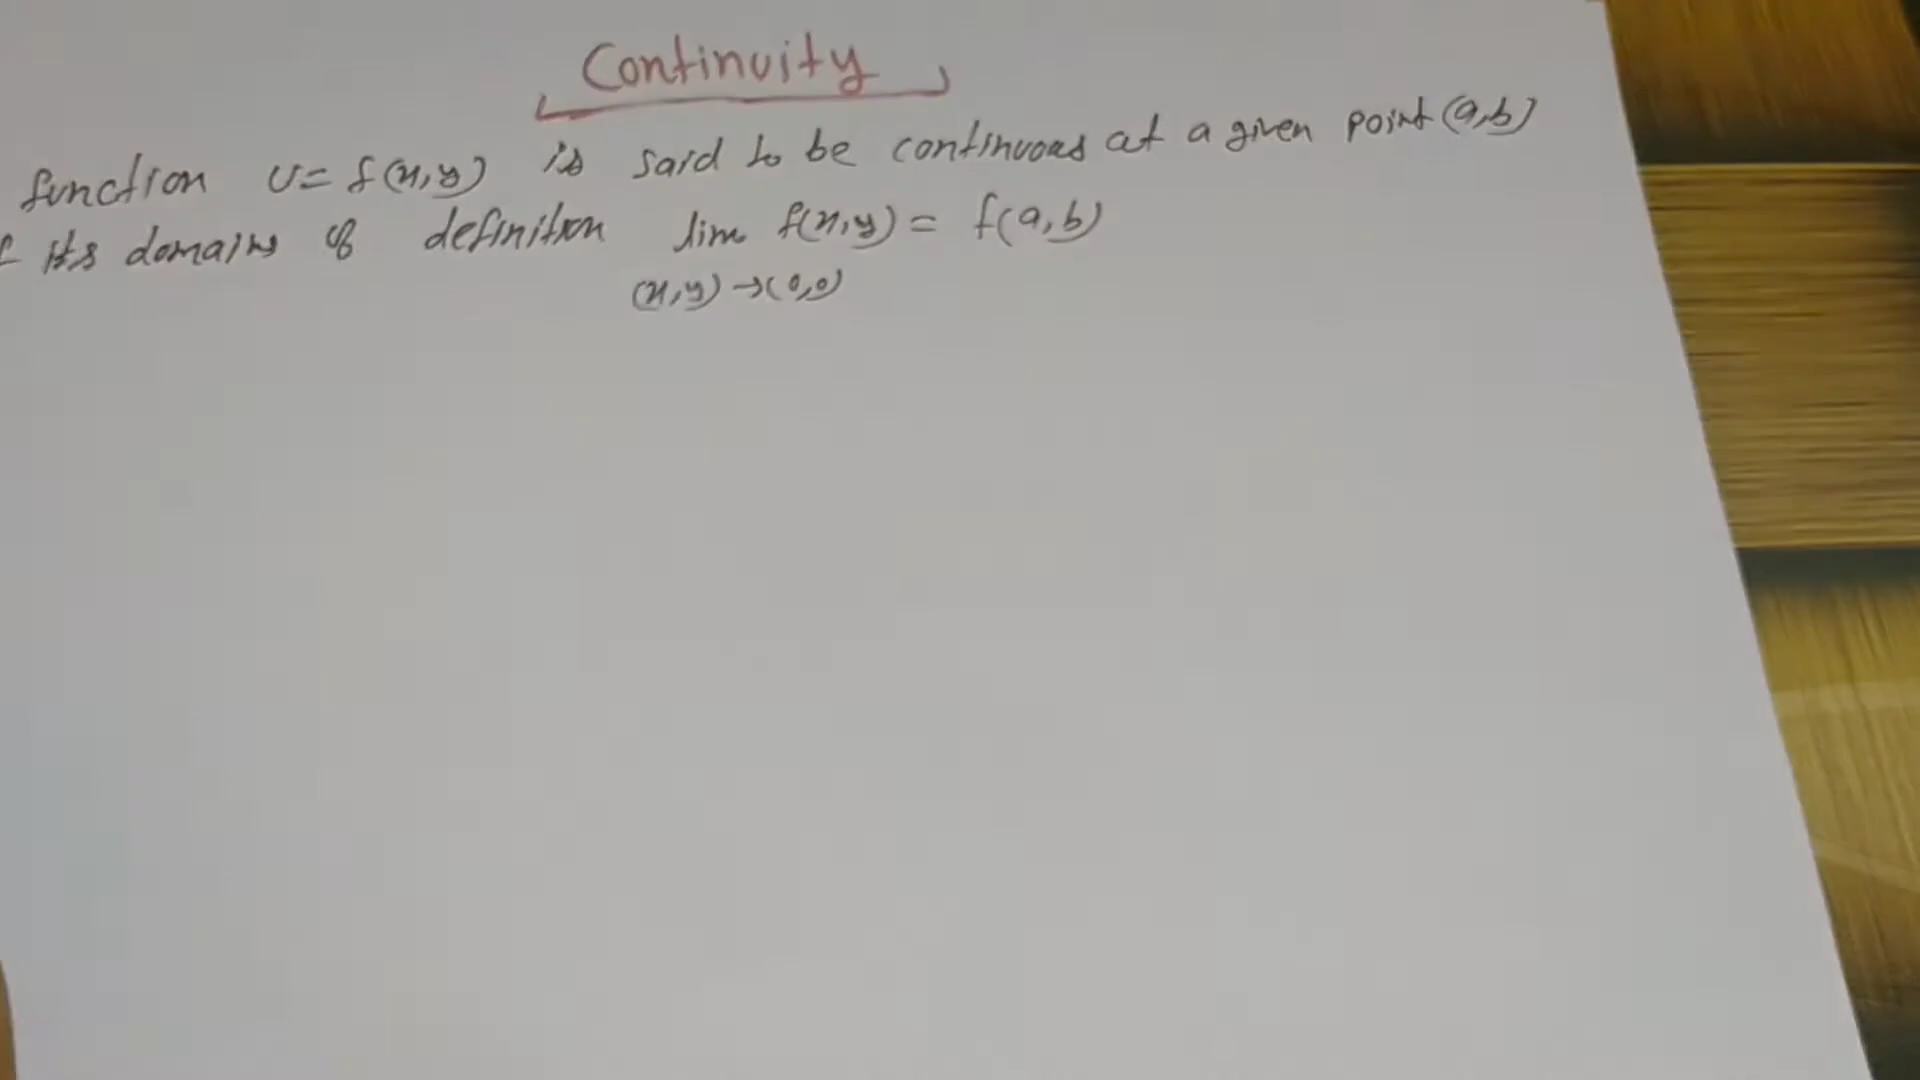 Continuity
function U = f(x,y) is said to be continuous at a given point (a,b)
f its domains of definition lim f(x,y) = f(a,b)
(x,y)→(0,0)